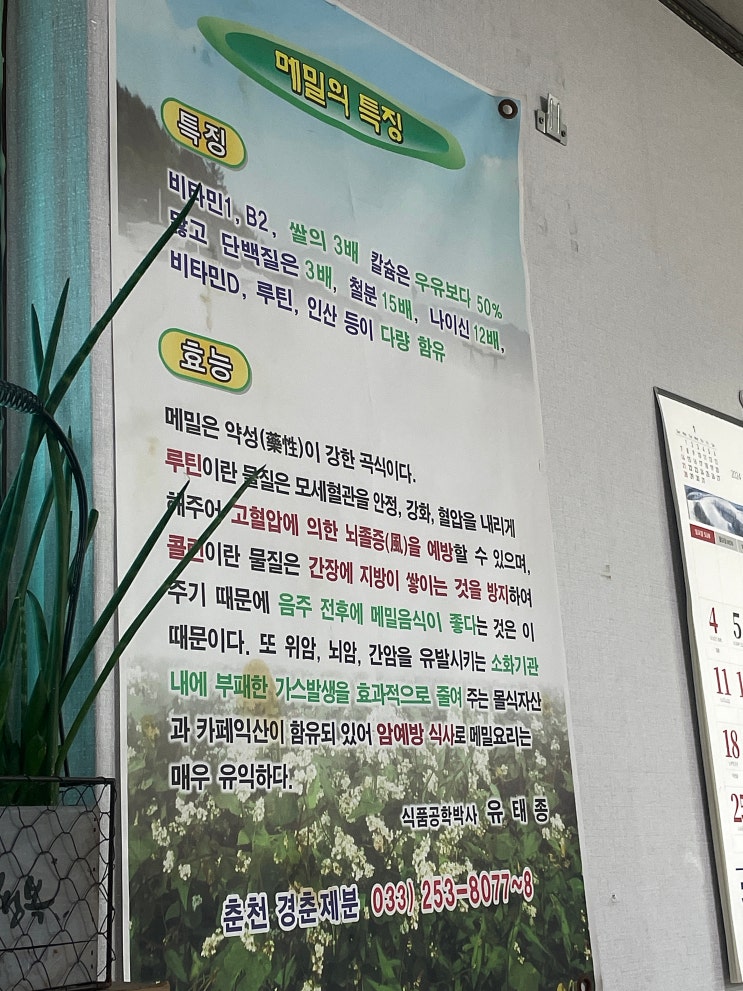 메밀의 특징
특징
비타민1, B2, 쌀의 3배 칼슘은 우유보다 50%
많고 단백질은 3배, 철분 15배, 나이신 12배,
비타민D, 루틴, 인산 등이 다량 함유
효능
메밀은 약성(藥性)이 강한 곡식이다.
루틴이란 물질은 모세혈관을 안정, 강화, 혈압을 내리게
해주어 고혈압에 의한 뇌졸증(風)을 예방할 수 있으며,
콜린이란 물질은 간장에 지방이 쌓이는 것을 방지하여
주기 때문에 음주 전후에 메밀음식이 좋다는 것은 이
때문이다. 또 위암, 뇌암, 간암을 유발시키는 소화기관
내에 부패한 가스발생을 효과적으로 줄여 주는 몰식자산
과 카페익산이 함유되 있어 암예방 식사로 메밀요리는
매우 유익하다.
식품공학박사 유태종
춘천 경춘제분 033) 253-8077~8
2024
4 5
11
18
행복